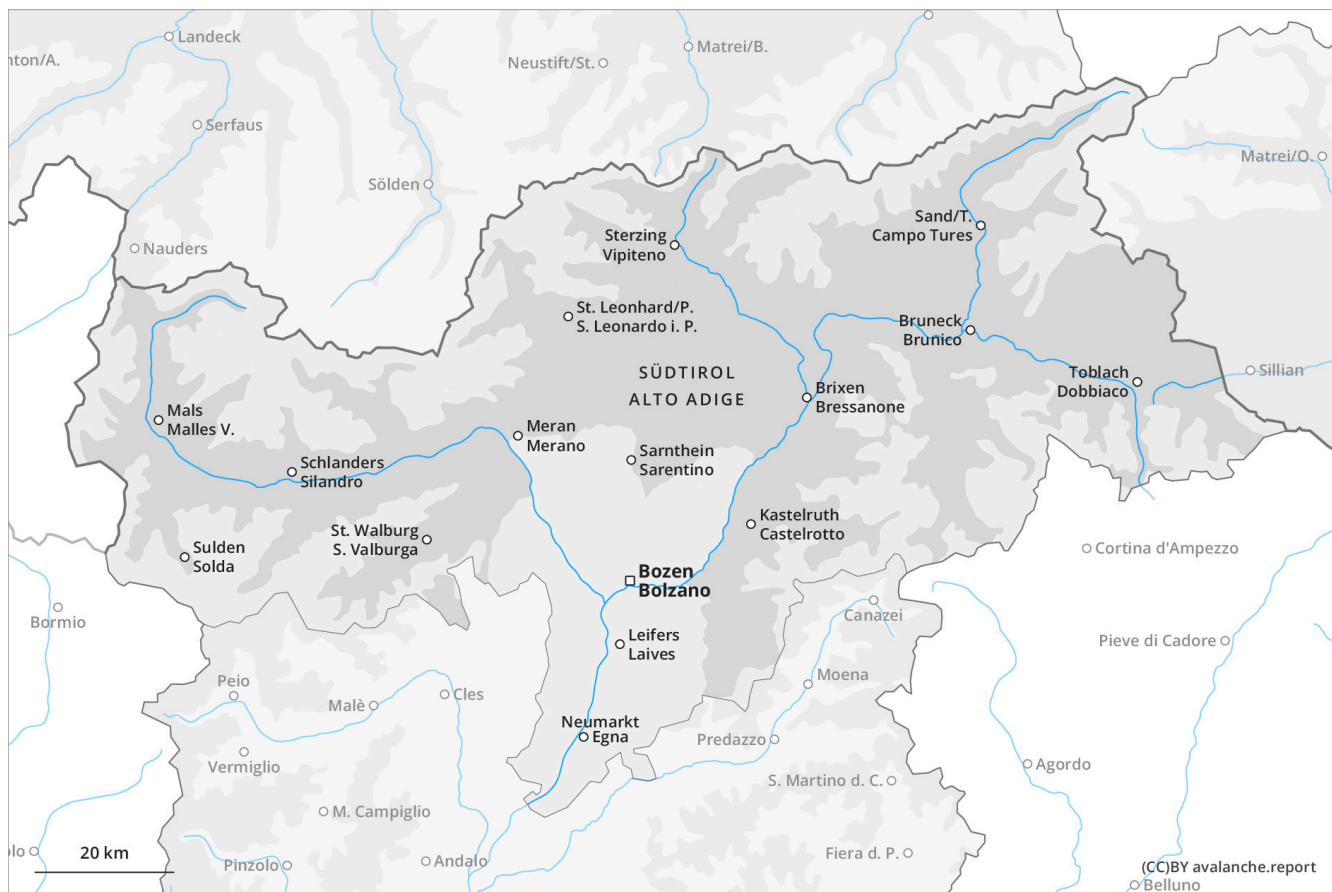 Landeck
nton/A.
Neustift/St.
Matrei/B.
Serfaus
Matrei/O.
Sölden
Sand/T.
Campo Tures
Sterzing
Vipiteno
Nauders
St. Leonhard/P.
S. Leonardo i. P.
Bruneck
Brunico
SÜDTIROL
ALTO ADIGE
Toblach
Dobbiaco
Sillian
Brixen
Bressanone
Mals
Malles V.
Meran
Merano
Sarnthein
Sarentino
Schlanders
Silandro
Kastelruth
Castelrotto
St. Walburg
S. Valburga
Sulden
Solda
Cortina d'Ampezzo
Bozen
Bolzano
Bormio
Canazei
Leifers
Laives
Pieve di Cadore
Peio
Malè
Cles
Moena
Neumarkt
Egna
Predazzo
Vermiglio
Agordo
S. Martino d. C.
M. Campiglio
olo
20 km
Pinzolo
Andalo
Fiera d. P.
(CC)BY avalanche.report
Belluno